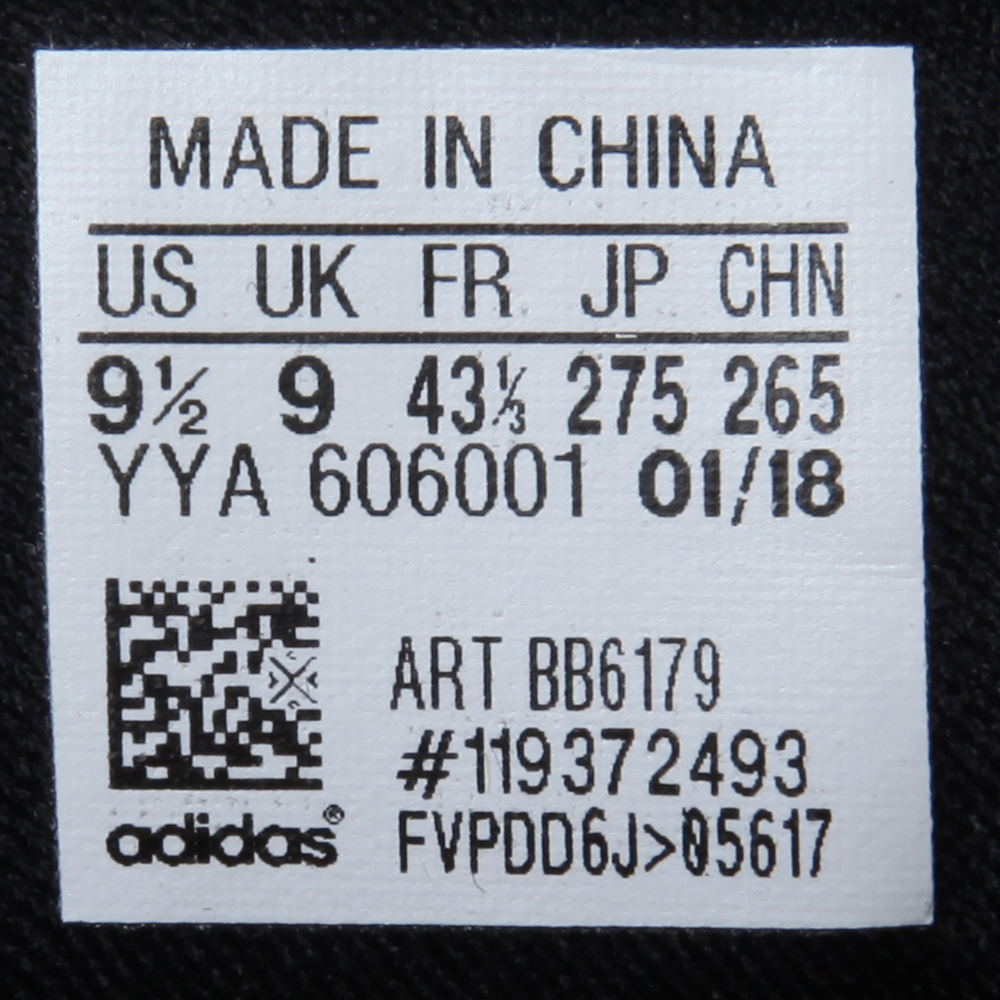 MADE IN CHINA
US UK FR JP CHN
9½ 9 43⅓ 275 265
YYA 606001 01/18
ART BB6179
#119372493
adidas®
FVPDD6J>05617